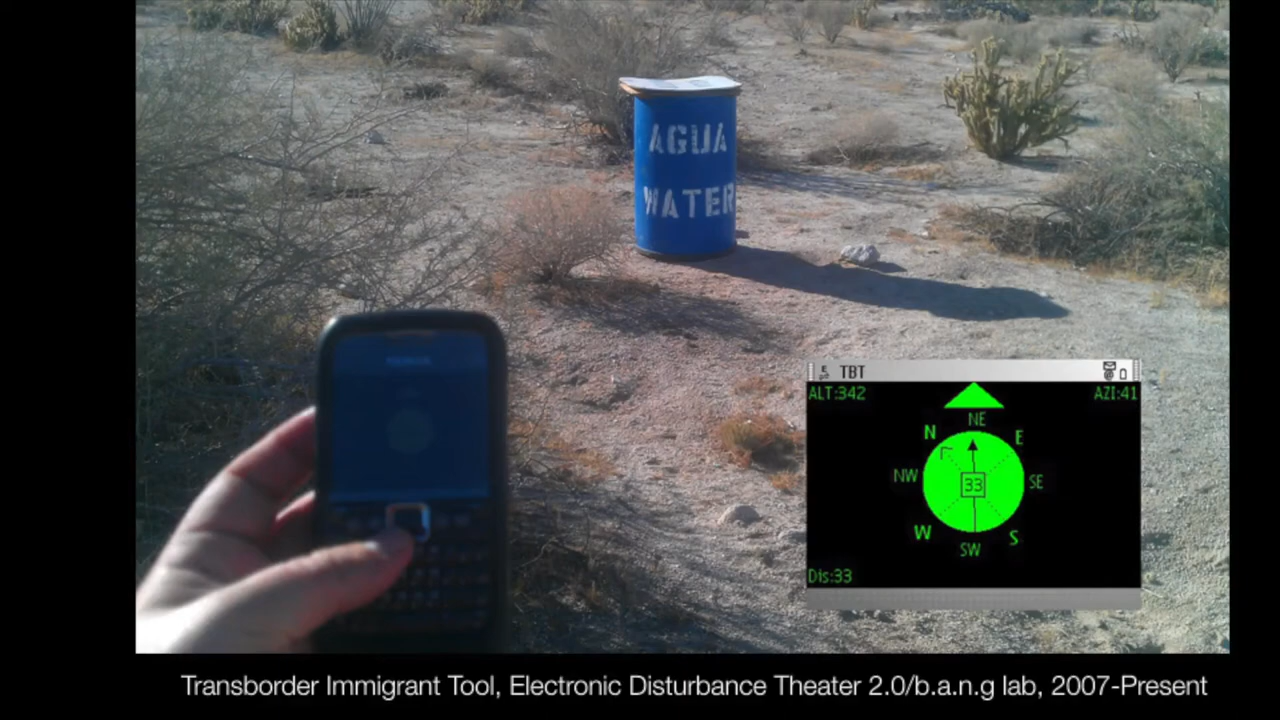 AGUA
WATER
TBT
ALT:342
AZI:41
NE
N
E
NW
33
SE
W
S
SW
Dis:33
Transborder Immigrant Tool, Electronic Disturbance Theater 2.0/b.a.n.g lab, 2007-Present